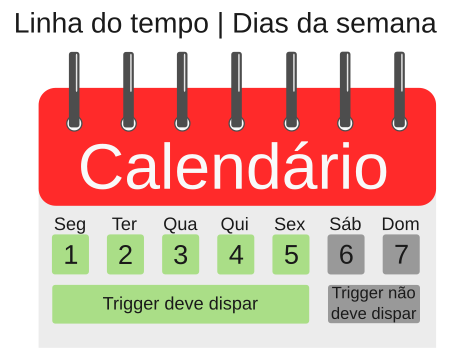 Linha do tempo | Dias da semana
Calendário
Seg Ter Qua Qui Sex Sáb Dom
1 2 3 4 5 6 7
Trigger deve dispar
Trigger não
deve dispar